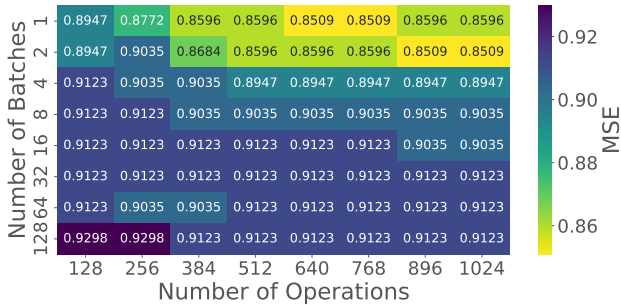 Number of Batches
1 0.8947 0.8772 0.8596 0.8596 0.8509 0.8509 0.8596 0.8596
2 0.8947 0.9035 0.8684 0.8596 0.8596 0.8596 0.8509 0.8509
4 0.9123 0.9035 0.9035 0.8947 0.8947 0.8947 0.8947 0.8947
8 0.9123 0.9123 0.9035 0.9035 0.9035 0.9035 0.9035 0.9035
16 0.9123 0.9123 0.9123 0.9123 0.9123 0.9123 0.9035 0.9035
32 0.9123 0.9123 0.9123 0.9123 0.9123 0.9123 0.9123 0.9123
64 0.9123 0.9035 0.9035 0.9123 0.9123 0.9123 0.9123 0.9123
128 0.9298 0.9298 0.9123 0.9123 0.9123 0.9123 0.9123 0.9123
128 256 384 512 640 768 896 1024
Number of Operations
0.92
0.90
0.88
0.86
MSE